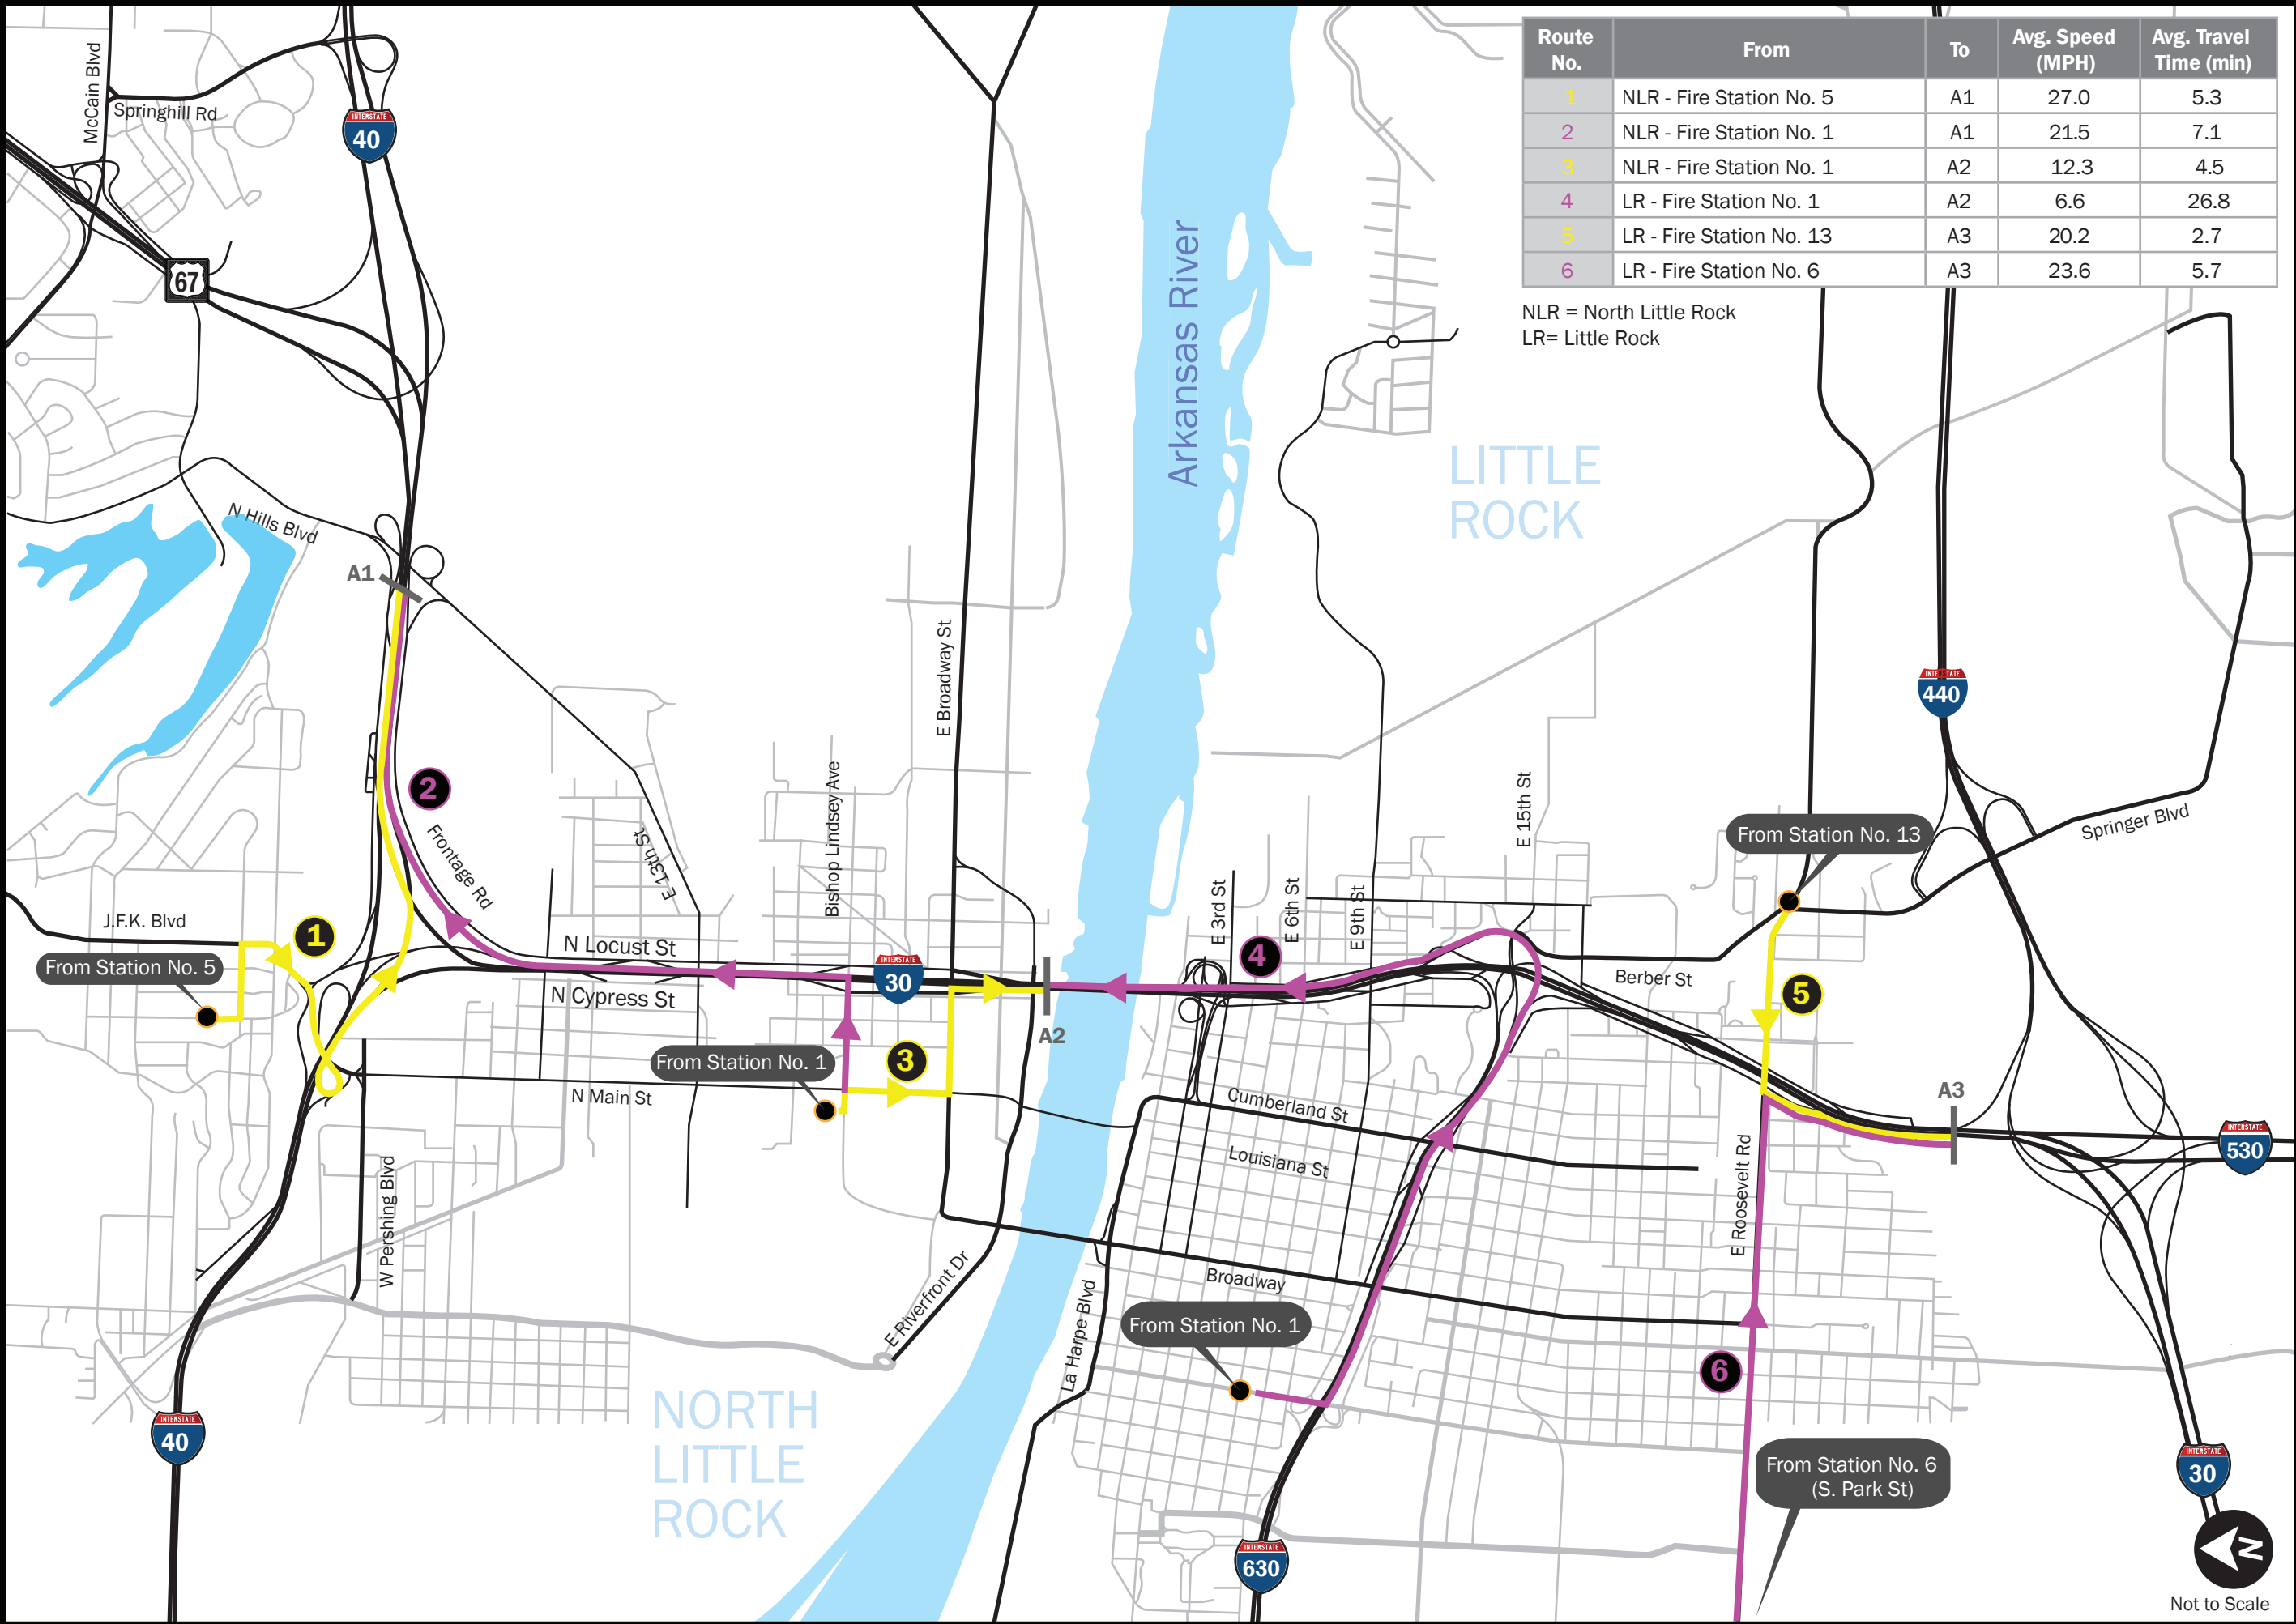 Route No. From To Avg. Speed (MPH) Avg. Travel Time (min)
1 NLR - Fire Station No. 5 A1 27.0 5.3
2 NLR - Fire Station No. 1 A1 21.5 7.1
3 NLR - Fire Station No. 1 A2 12.3 4.5
4 LR - Fire Station No. 1 A2 6.6 26.8
5 LR - Fire Station No. 13 A3 20.2 2.7
6 LR - Fire Station No. 6 A3 23.6 5.7
NLR = North Little Rock
LR= Little Rock
McCain Blvd
Springhill Rd
INTERSTATE
40
67
Arkansas River
LITTLE
ROCK
N Hills Blvd
A1
E Broadway St
INTERSTATE
440
2
Frontage Rd
E 13th St
Bishop Lindsey Ave
E 15th St
From Station No. 13
Springer Blvd
J.F.K. Blvd
1
From Station No. 5
N Locust St
N Cypress St
INTERSTATE
30
E 3rd St
4
E 6th St
E 9th St
Berber St
5
A2
From Station No. 1
3
N Main St
Cumberland St
Louisiana St
A3
INTERSTATE
530
W Pershing Blvd
E Roosevelt Rd
E Riverfront Dr
La Harpe Blvd
Broadway
From Station No. 1
6
NORTH
LITTLE
ROCK
INTERSTATE
40
From Station No. 6
(S. Park St)
INTERSTATE
30
INTERSTATE
630
N
Not to Scale